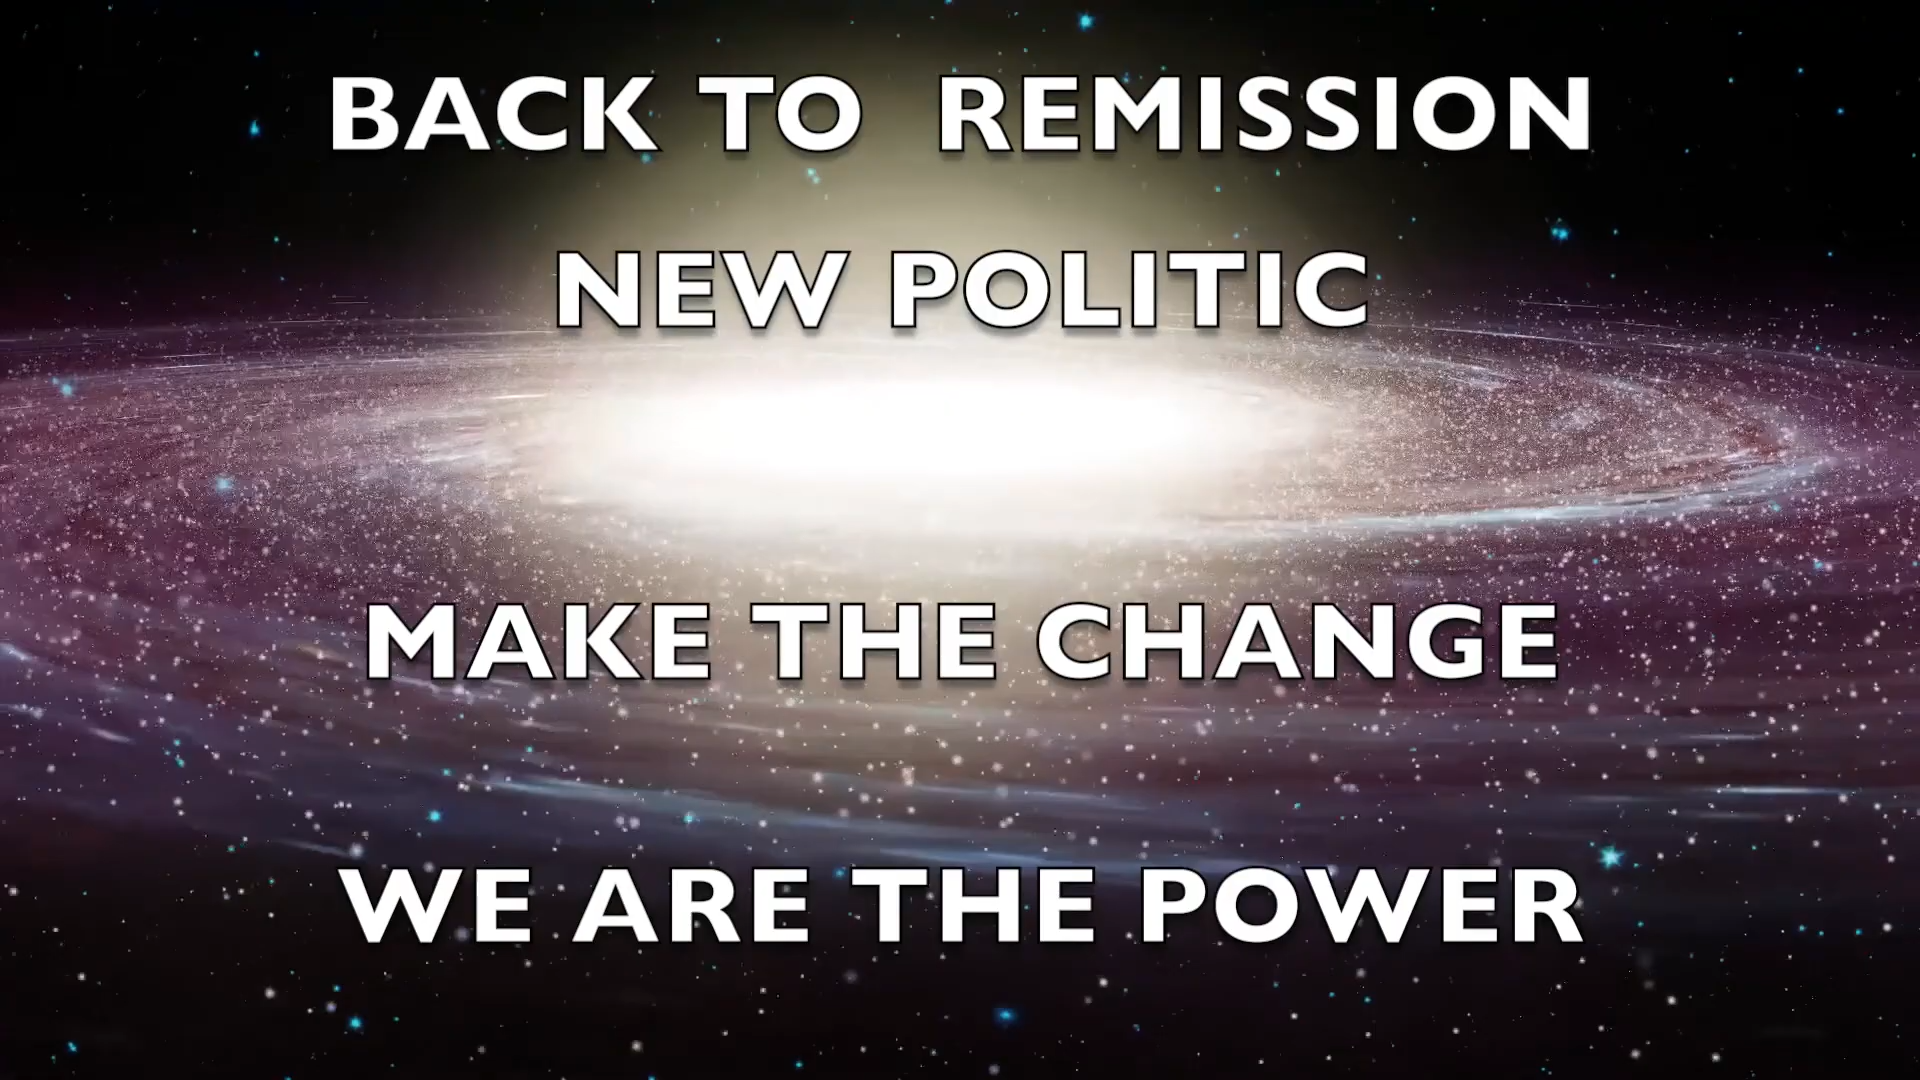 BACK TO  REMISSION
NEW POLITIC
MAKE THE CHANGE
WE ARE THE POWER